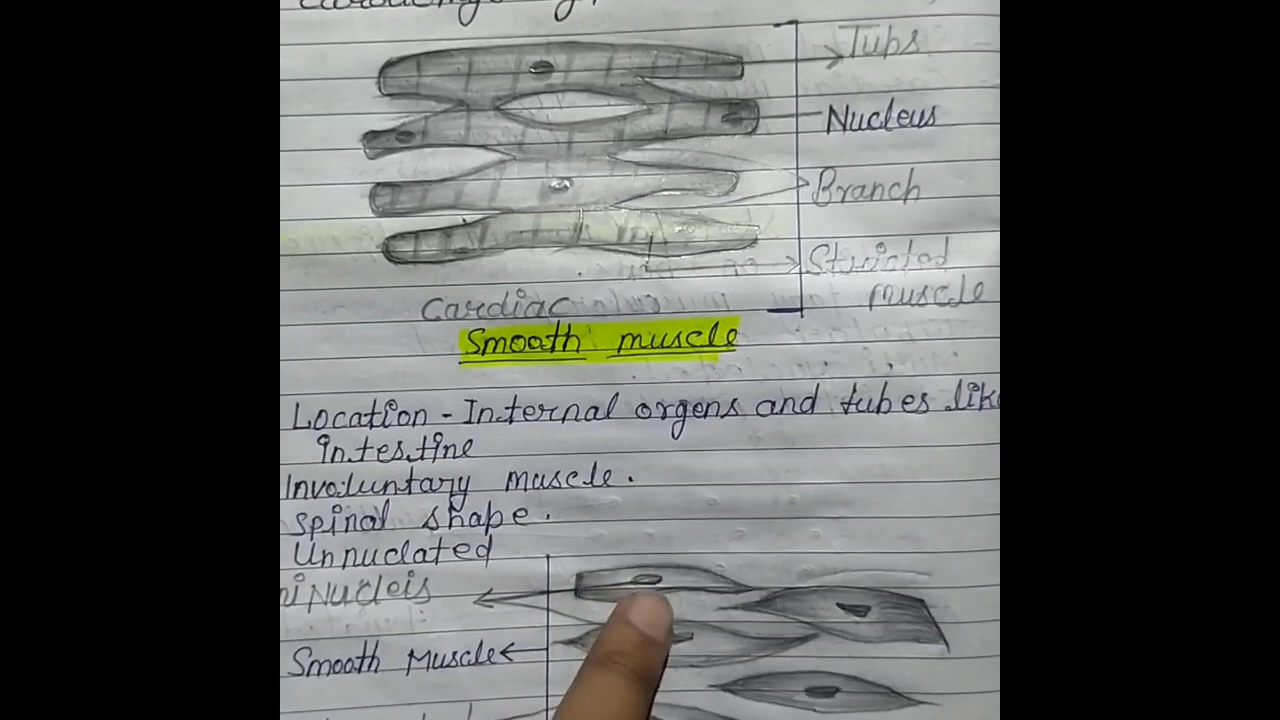 Tubs
Nucleus
Branch
Striated
muscle
Cardiac
Smooth muscle
Location - Internal orgens and tubes like
intestine
Involuntary muscle.
spinal shape.
Unnuclated
Nucleis
Smooth Muscle